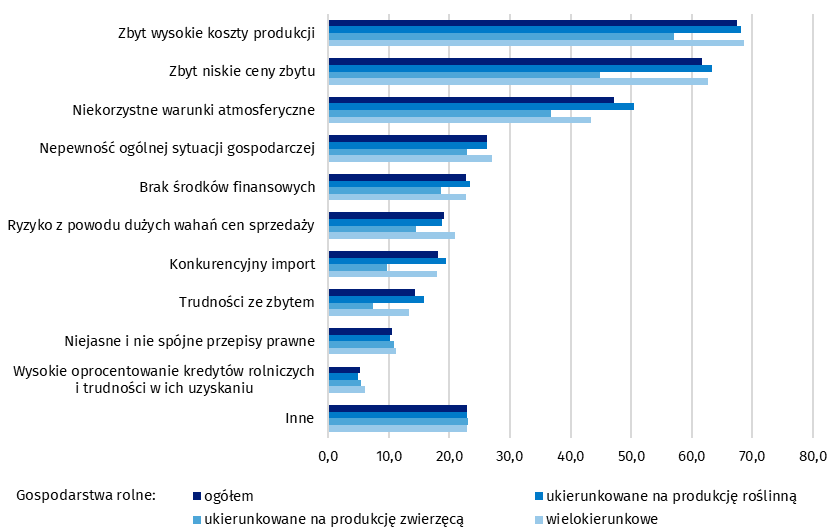 Zbyt wysokie koszty produkcji
Zbyt niskie ceny zbytu
Niekorzystne warunki atmosferyczne
Nepewność ogólnej sytuacji gospodarczej
Brak środków finansowych
Ryzyko z powodu dużych wahań cen sprzedaży
Konkurencyjny import
Trudności ze zbytem
Niejasne i nie spójne przepisy prawne
Wysokie oprocentowanie kredytów rolniczych
i trudności w ich uzyskaniu
Inne
0,0 10,0 20,0 30,0 40,0 50,0 60,0 70,0 80,0
Gospodarstwa rolne: ogółem ukierunkowane na produkcję roślinną
ukierunkowane na produkcję zwierzęcą wielokierunkowe